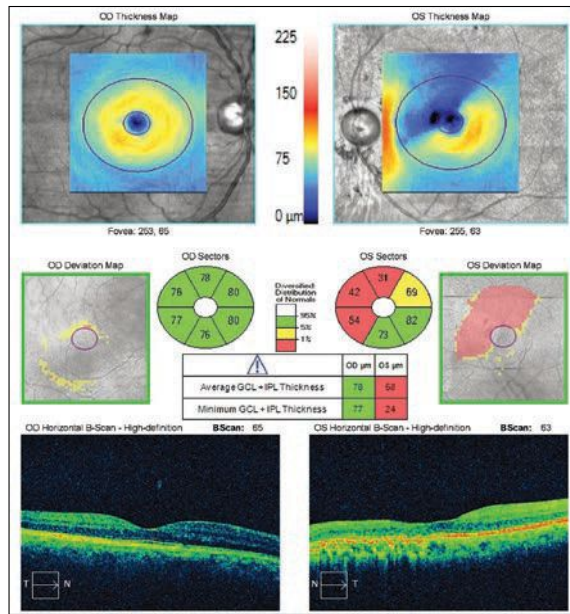 OD Thickness Map
OS Thickness Map
225
150
75
0 µm
Fovea: 253, 65
Fovea: 255, 63
OD Deviation Map
OD Sectors
OS Sectors
OS Deviation Map
78
76
80
77
80
76
Diversified:
Distribution
of Normals
95%
5%
1%
31
42
69
54
82
73
OD µm
OS µm
Average GCL + IPL Thickness
78
58
Minimum GCL + IPL Thickness
77
24
OD Horizontal B-Scan - High-definition
BScan: 65
OS Horizontal B-Scan - High-definition
BScan: 63
T
N
N
T